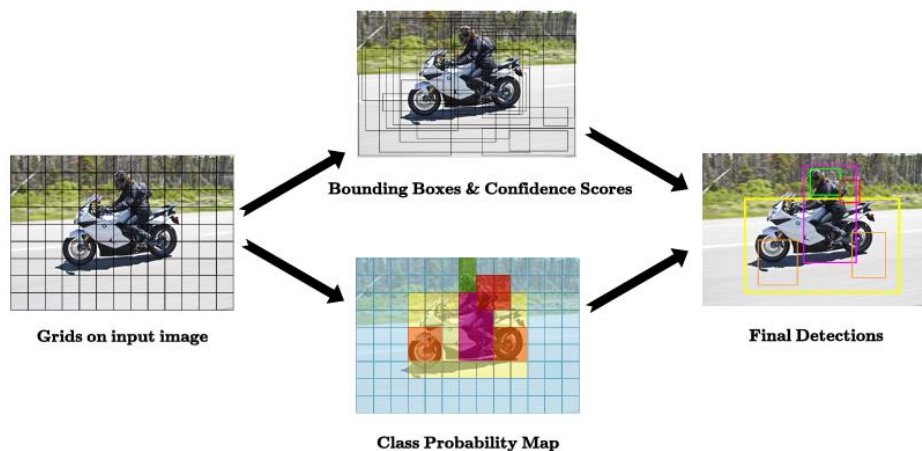 Bounding Boxes & Confidence Scores
Grids on input image
Final Detections
Class Probability Map